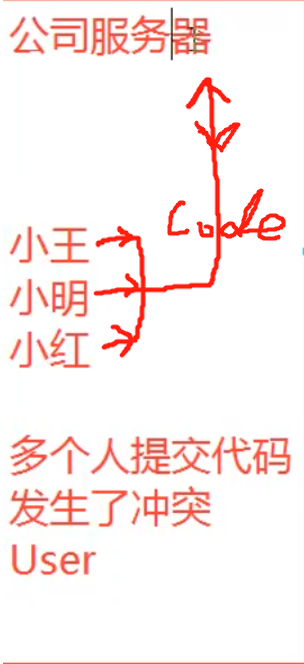 公司服务器
Code
小王
小明
小红
多个人提交代码
发生了冲突
User